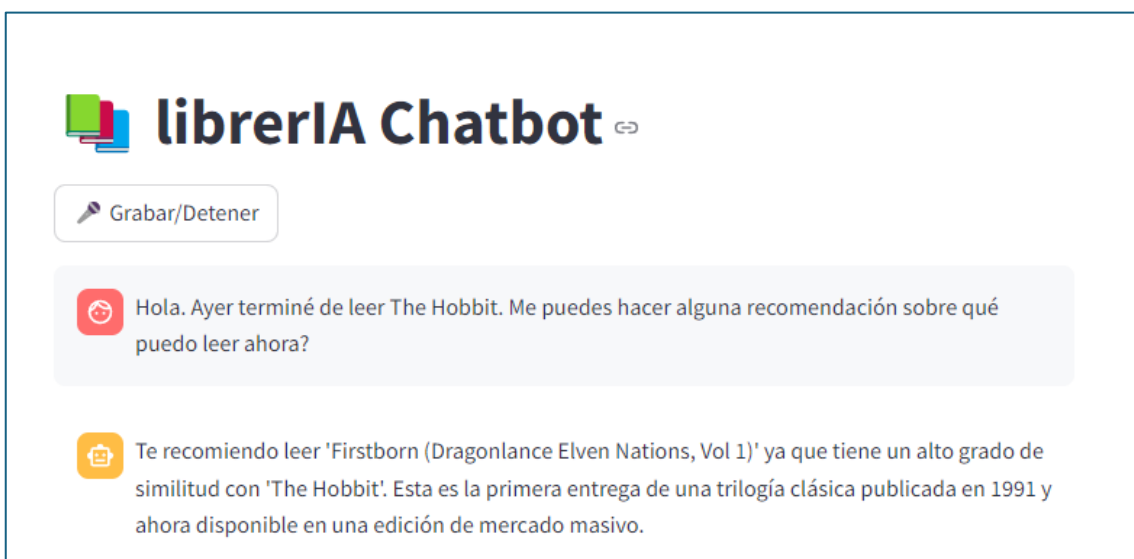 librerIA Chatbot
Grabar/Detener
Hola. Ayer terminé de leer The Hobbit. Me puedes hacer alguna recomendación sobre qué
puedo leer ahora?
Te recomiendo leer 'Firstborn (Dragonlance Elven Nations, Vol 1)' ya que tiene un alto grado de
similitud con 'The Hobbit'. Esta es la primera entrega de una trilogía clásica publicada en 1991 y
ahora disponible en una edición de mercado masivo.